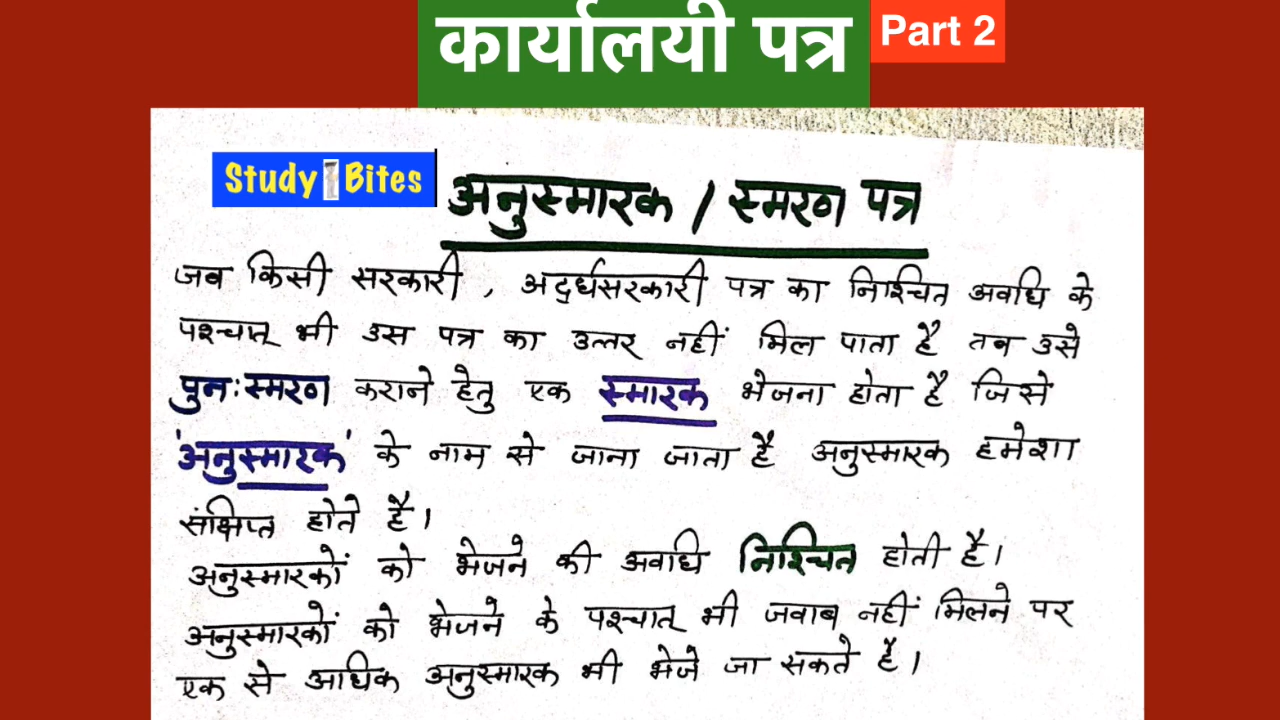 कार्यालयी पत्र Part 2
Study Bites
अनुस्मारक / स्मरण पत्र
जब किसी सरकारी , अर्द्धसरकारी पत्र का निश्चित अवधि के
पश्चात् भी उस पत्र का उत्तर नहीं मिल पाता है तब उसे
पुनः स्मरण कराने हेतु एक स्मारक भेजना होता है जिसे
'अनुस्मारक' के नाम से जाना जाता है अनुस्मारक हमेशा
संक्षिप्त होते है।
अनुस्मारकों को भेजने की अवधि निश्चित होती है।
अनुस्मारकों को भेजने के पश्चात् भी जवाब नहीं मिलने पर
एक से अधिक अनुस्मारक भी भेजे जा सकते है।